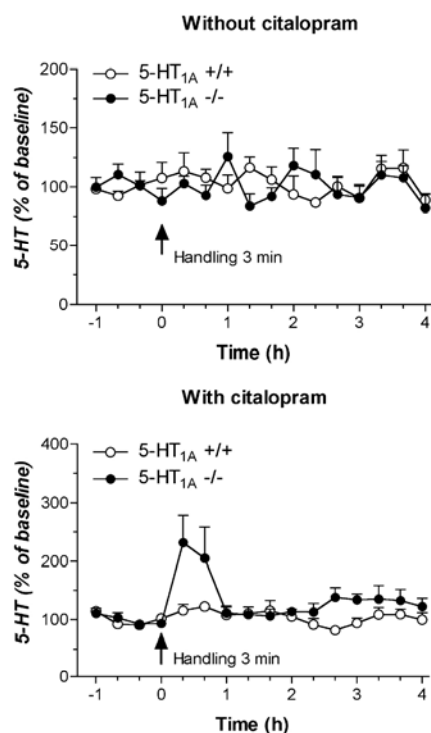 Without citalopram
5-HT1A +/+
5-HT1A -/-
200
150
100
50
0
5-HT (% of baseline)
Handling 3 min
-1 0 1 2 3 4
Time (h)
With citalopram
5-HT1A +/+
5-HT1A -/-
400
300
200
100
0
5-HT (% of baseline)
Handling 3 min
-1 0 1 2 3 4
Time (h)